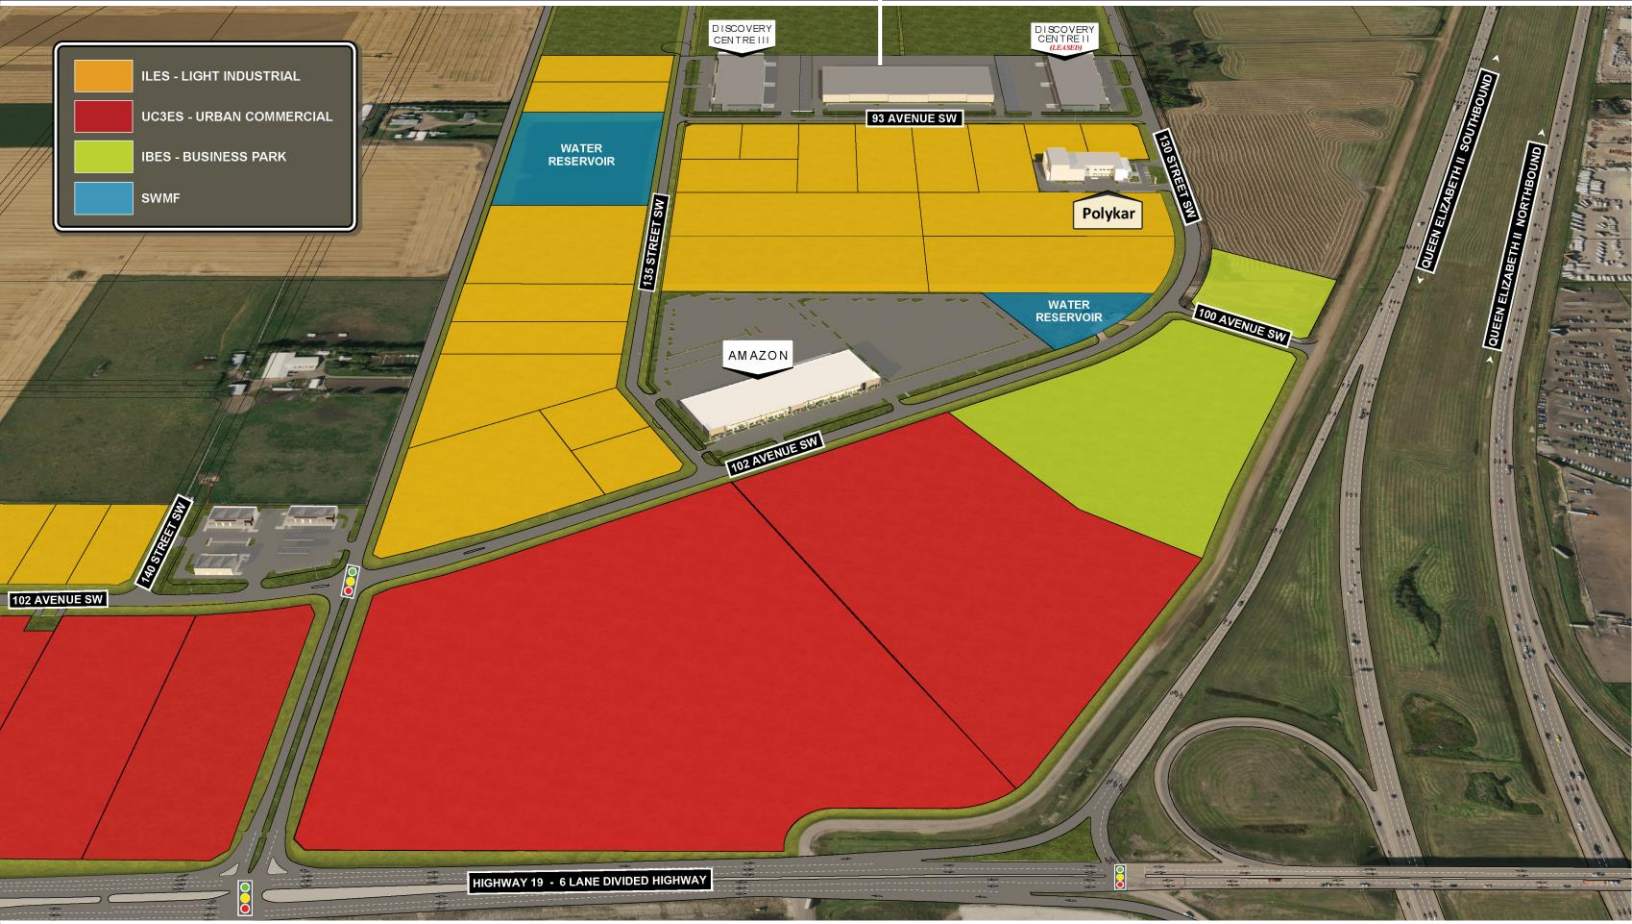 DISCOVERY
CENTRE III
DISCOVERY
CENTRE II
(LEASED)
ILES - LIGHT INDUSTRIAL
UC3ES - URBAN COMMERCIAL
IBES - BUSINESS PARK
SWMF
93 AVENUE SW
WATER
RESERVOIR
130 STREET SW
QUEEN ELIZABETH II SOUTHBOUND
QUEEN ELIZABETH II NORTHBOUND
Polykar
135 STREET SW
WATER
RESERVOIR
100 AVENUE SW
AMAZON
102 AVENUE SW
140 STREET SW
102 AVENUE SW
HIGHWAY 19 - 6 LANE DIVIDED HIGHWAY